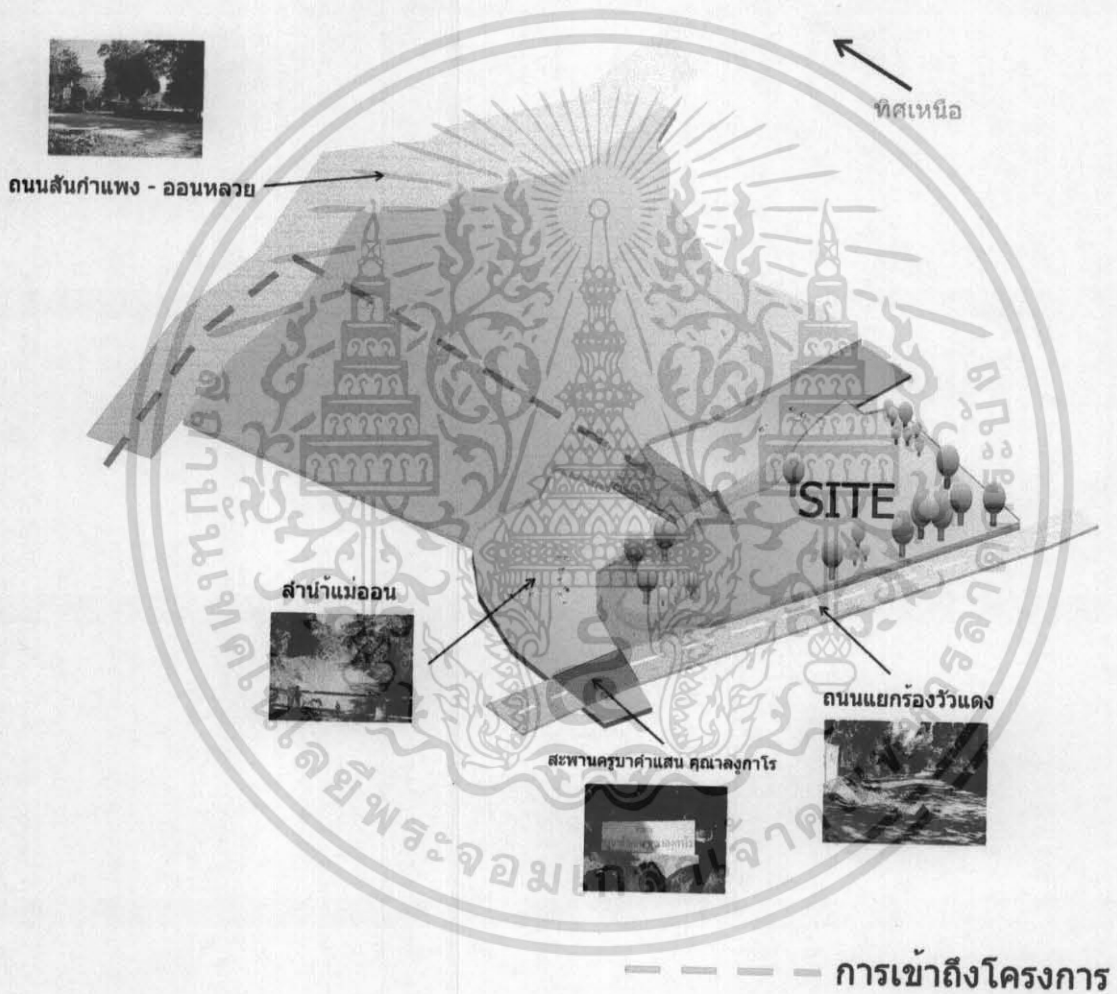 ทิศเหนือ
ถนนสันกำแพง - ออนหลวย
SITE
ลำน้ำแม่ออน
ถนนแยกร้องวัวแดง
สะพานครูบาคำแสน คุณาลงฺกาโร
การเข้าถึงโครงการ